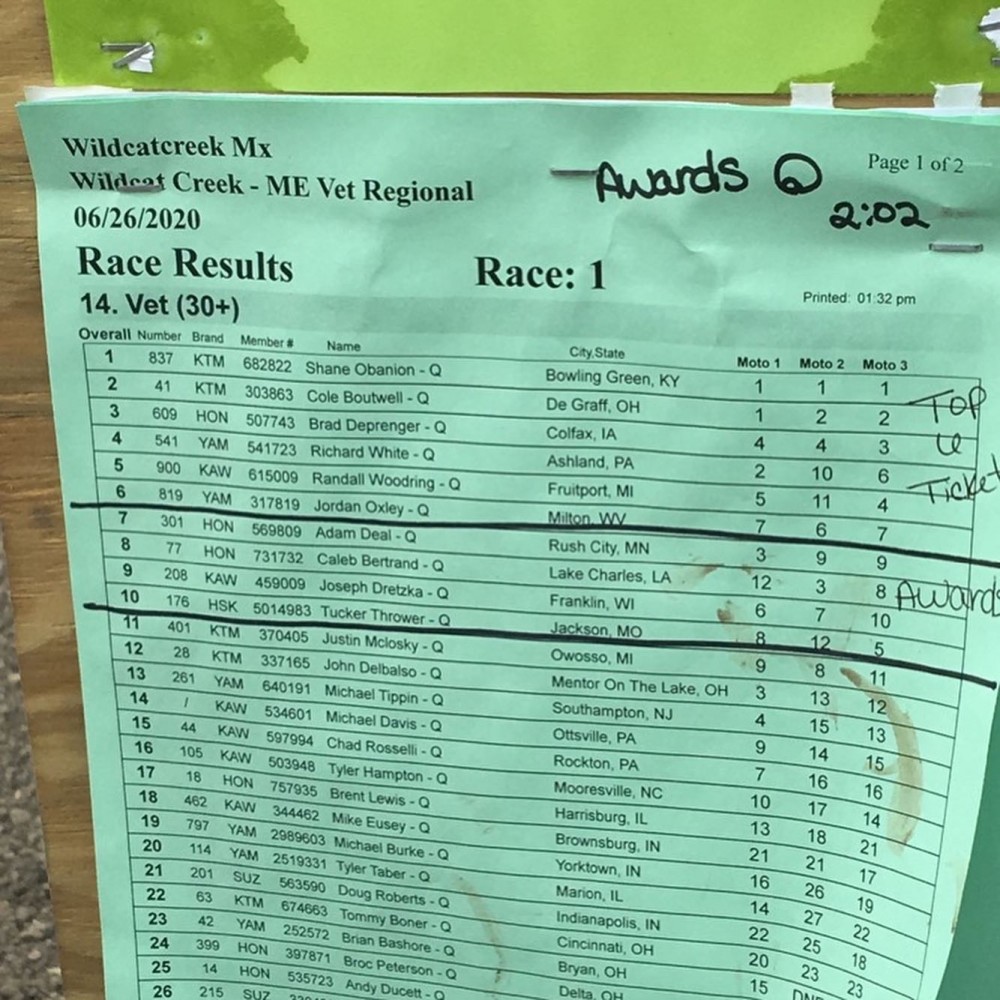 Wildcatcreek Mx
Wildcat Creek - ME Vet Regional
06/26/2020
Awards @
2:02
Page 1 of 2
Race Results Race: 1
Printed: 01:32 pm
14. Vet (30+)
Overall Number Brand Member # Name City,State Moto 1 Moto 2 Moto 3
1 837 KTM 682822 Shane Obanion - Q Bowling Green, KY 1 1 1
2 41 KTM 303863 Cole Boutwell - Q De Graff, OH 1 2 2
3 609 HON 507743 Brad Deprenger - Q Colfax, IA 4 4 3
4 541 YAM 541723 Richard White - Q Ashland, PA 2 10 6
5 900 KAW 615009 Randall Woodring - Q Fruitport, MI 5 11 4
6 819 YAM 317819 Jordan Oxley - Q Milton, WV 7 6 7
7 301 HON 569809 Adam Deal - Q Rush City, MN 3 9 9
8 77 HON 731732 Caleb Bertrand - Q Lake Charles, LA 12 3 8
9 208 KAW 459009 Joseph Dretzka - Q Franklin, WI 6 7 10
10 176 HSK 5014983 Tucker Thrower - Q Jackson, MO 8 12 5
11 401 KTM 370405 Justin Mclosky - Q Owosso, MI 9 8 11
12 28 KTM 337165 John Delbalso - Q Mentor On The Lake, OH 3 13 12
13 261 YAM 640191 Michael Tippin - Q Southampton, NJ 4 15 13
14 / KAW 534601 Michael Davis - Q Ottsville, PA 9 14 15
15 44 KAW 597994 Chad Rosselli - Q Rockton, PA 7 16 16
16 105 KAW 503948 Tyler Hampton - Q Mooresville, NC 10 17 14
17 18 HON 757935 Brent Lewis - Q Harrisburg, IL 13 18 21
18 462 KAW 344462 Mike Eusey - Q Brownsburg, IN 21 21 17
19 797 YAM 2989603 Michael Burke - Q Yorktown, IN 16 26 19
20 114 YAM 2519331 Tyler Taber - Q Marion, IL 14 27 22
21 201 SUZ 563590 Doug Roberts - Q Indianapolis, IN 22 25 18
22 63 KTM 674663 Tommy Boner - Q Cincinnati, OH 20 23 23
23 42 YAM 252572 Brian Bashore - Q Bryan, OH 15
24 399 HON 397871 Broc Peterson - Q Delta, OH
25 14 HON 535723 Andy Ducett - Q
26 215 SUZ
Top
Ticket
Awards